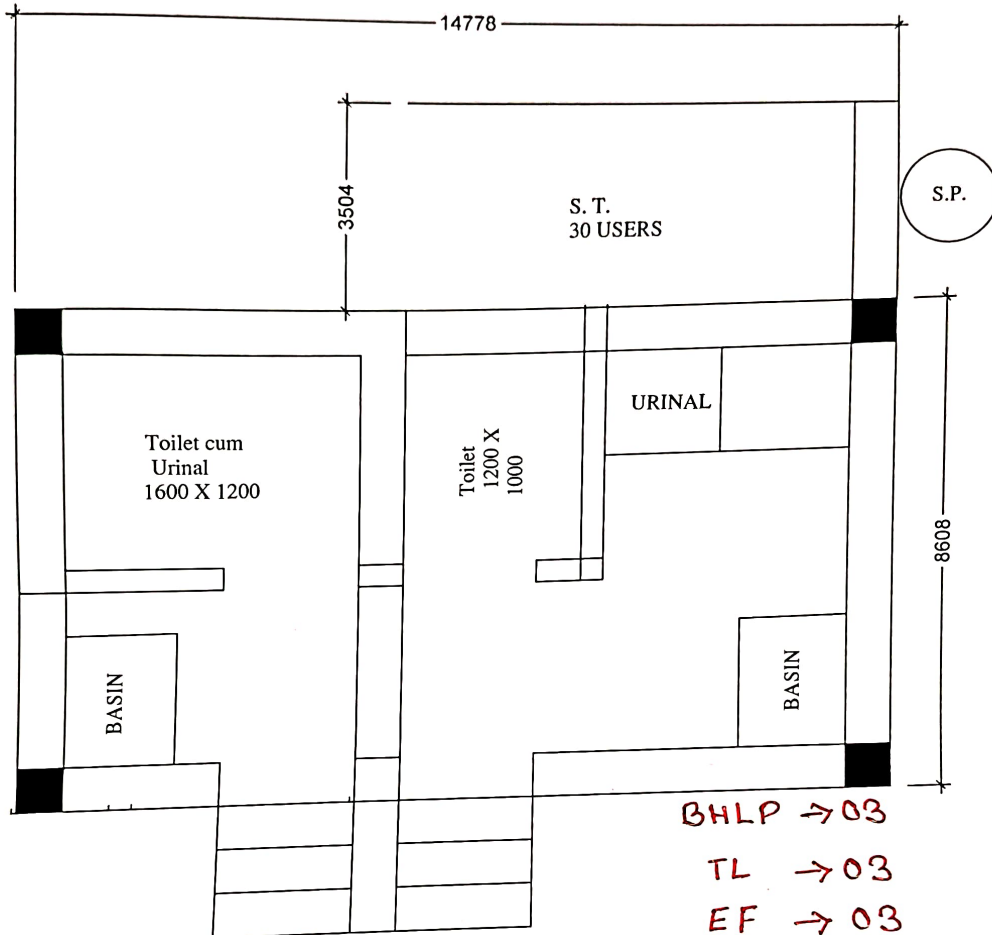 14778
3504
S. T.
30 USERS
S.P.
Toilet cum
Urinal
1600 X 1200
Toilet
1200 X
1000
URINAL
8608
BASIN
BASIN
BHLP → 03
TL → 03
EF → 03